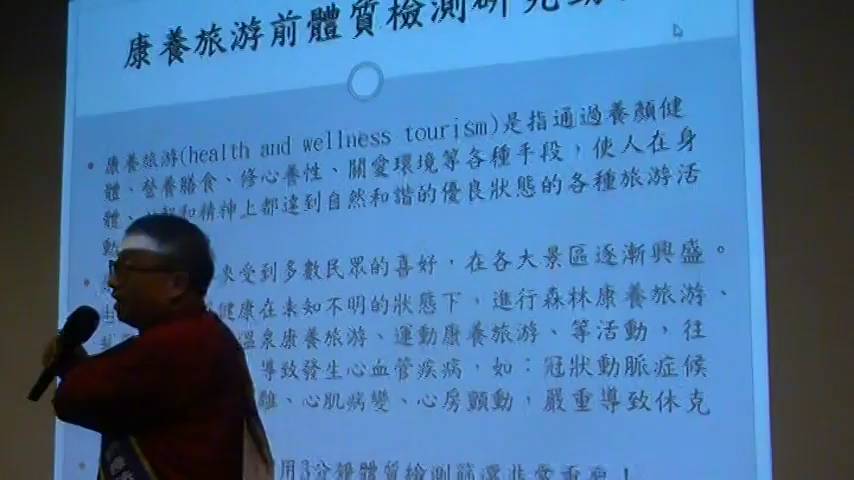 康養旅游前體質檢測研究
康養旅游(health and wellness tourism)是指通過養顏健
體、營養膳食、修心養性、關愛環境等各種手段，使人在身
體、和精神上都達到自然和諧的優良狀態的各種旅游活
動
來受到多數民眾的喜好，在各大景區逐漸興盛。
健康在未知不明的狀態下，進行森林康養旅游、
溫泉康養旅游、運動康養旅游、等活動，往
導致發生心血管疾病，如：冠狀動脈症候
離、心肌病變、心房顫動，嚴重導致休克
用3分鐘體質檢測篩選非常重要！